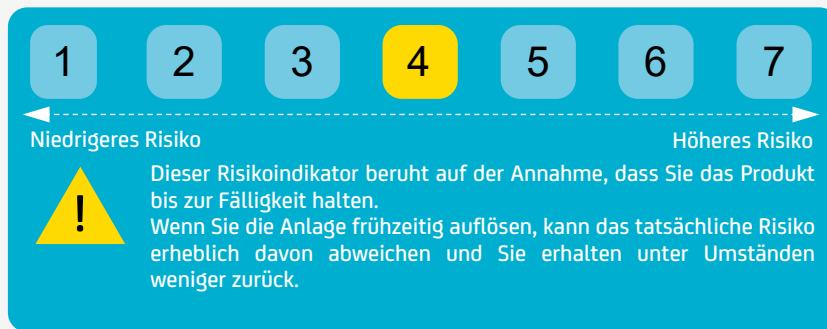 1 2 3 4 5 6 7
Niedrigeres Risiko Höheres Risiko
!
Dieser Risikoindikator beruht auf der Annahme, dass Sie das Produkt
bis zur Fälligkeit halten.
Wenn Sie die Anlage frühzeitig auflösen, kann das tatsächliche Risiko
erheblich davon abweichen und Sie erhalten unter Umständen
weniger zurück.